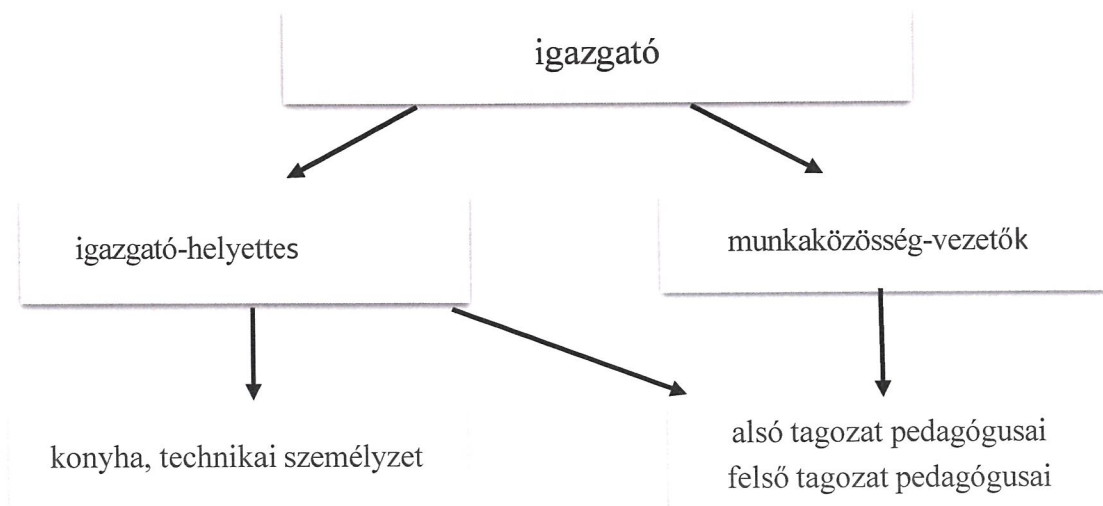 igazgató
igazgató-helyettes
munkaközösség-vezetők
konyha, technikai személyzet
alsó tagozat pedagógusai
felső tagozat pedagógusai